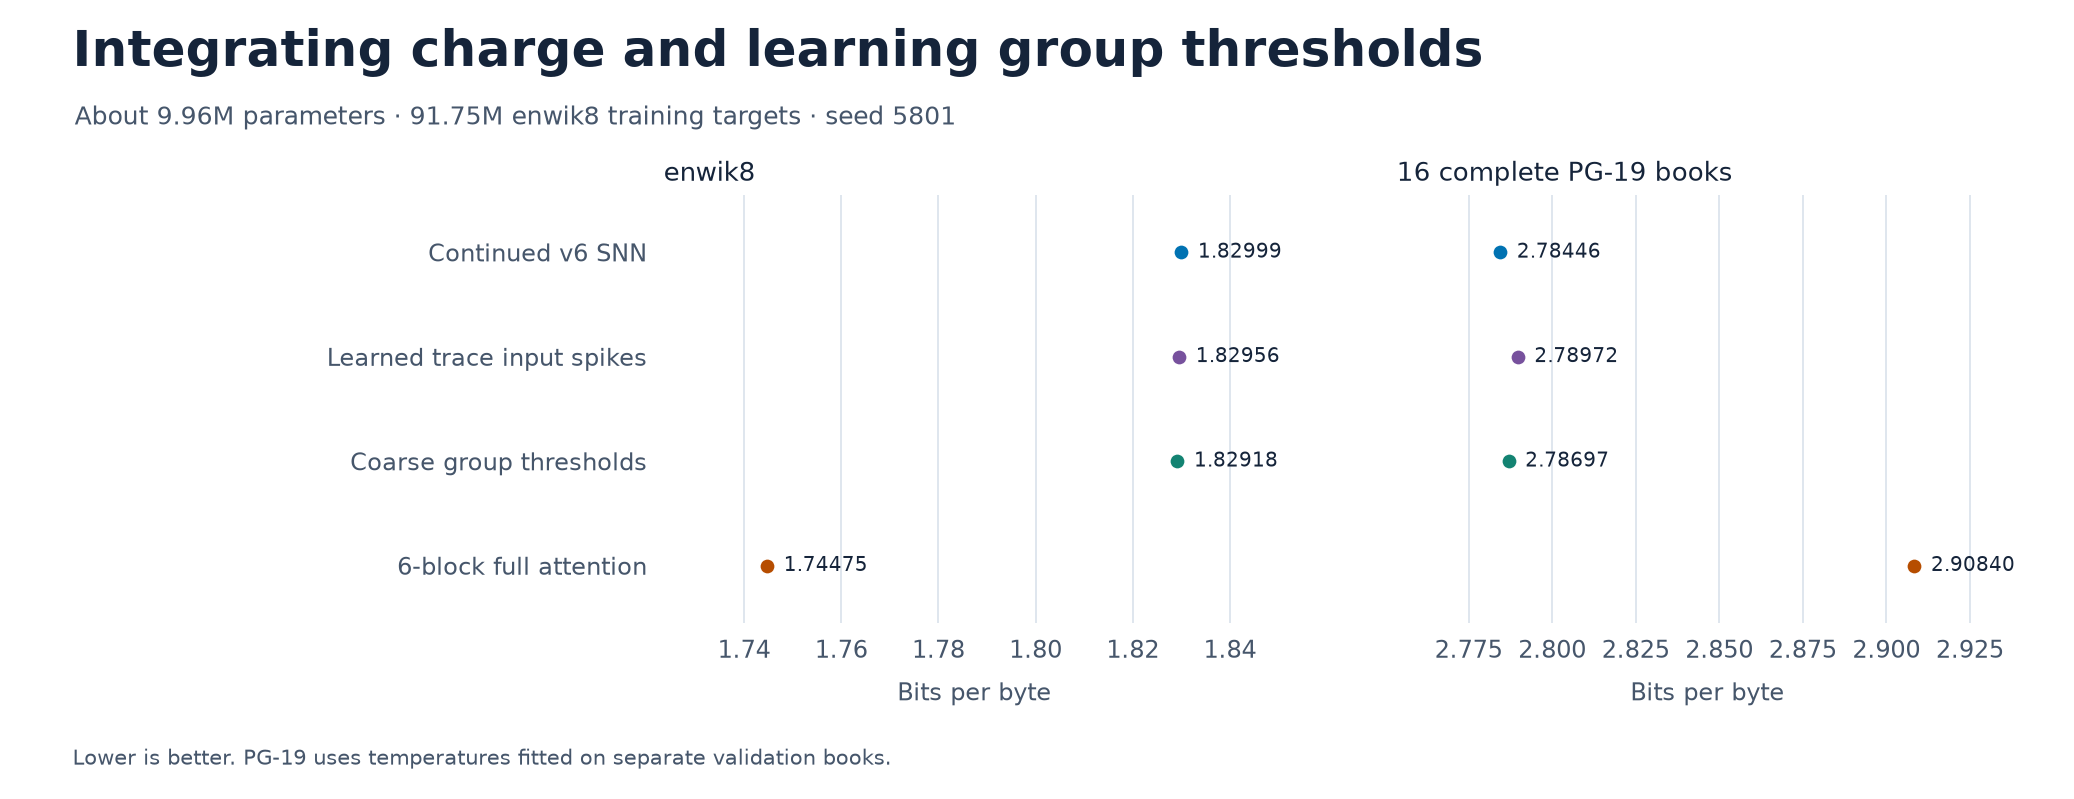 Integrating charge and learning group thresholds
About 9.96M parameters · 91.75M enwik8 training targets · seed 5801
enwik8
16 complete PG-19 books
Continued v6 SNN
1.82999
2.78446
Learned trace input spikes
1.82956
2.78972
Coarse group thresholds
1.82918
2.78697
6-block full attention
1.74475
2.90840
1.74 1.76 1.78 1.80 1.82 1.84
2.775 2.800 2.825 2.850 2.875 2.900 2.925
Bits per byte
Bits per byte
Lower is better. PG-19 uses temperatures fitted on separate validation books.